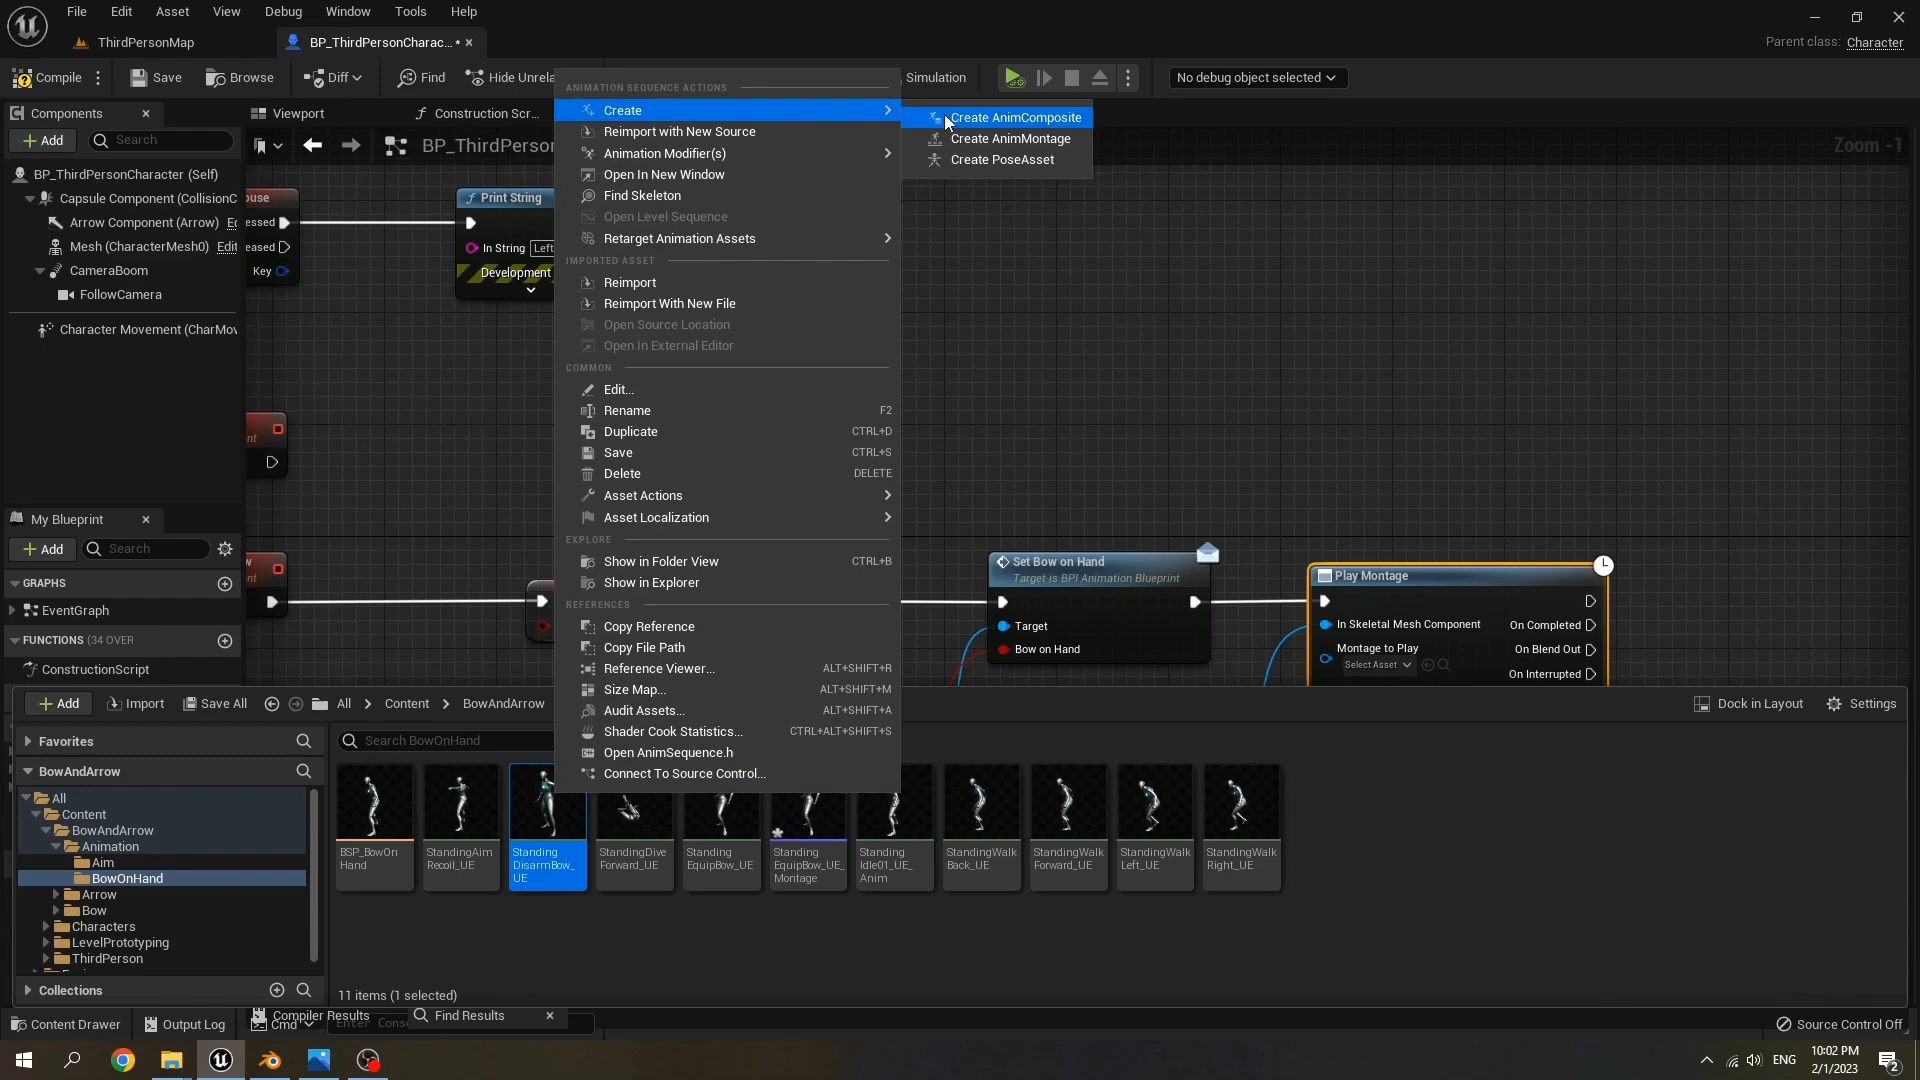 File Edit Asset View Debug Window Tools Help
ThirdPersonMap
BP_ThirdPersonCharac... *
Parent class: Character
Compile
Save
Browse
Diff
Find
Hide Unrela
Simulation
No debug object selected
Components
Viewport
Construction Scr...
Add
Search
BP_ThirdPerson
Zoom -1
BP_ThirdPersonCharacter (Self)
Capsule Component (CollisionC
Arrow Component (Arrow)
Mesh (CharacterMesh0) Edit
CameraBoom
FollowCamera
Character Movement (CharMov
ouse
essed
eased
Key
Print String
In String Left
Development
ANIMATION SEQUENCE ACTIONS
Create
Reimport with New Source
Animation Modifier(s)
Open In New Window
Find Skeleton
Open Level Sequence
Retarget Animation Assets
IMPORTED ASSET
Reimport
Reimport With New File
Open Source Location
Open In External Editor
COMMON
Edit...
Rename F2
Duplicate CTRL+D
Save CTRL+S
Delete DELETE
Asset Actions
Asset Localization
EXPLORE
Show in Folder View CTRL+B
Show in Explorer
REFERENCES
Copy Reference
Copy File Path
Reference Viewer... ALT+SHIFT+R
Size Map... ALT+SHIFT+M
Audit Assets... ALT+SHIFT+A
Shader Cook Statistics... CTRL+ALT+SHIFT+S
Open AnimSequence.h
Connect To Source Control...
Create AnimComposite
Create AnimMontage
Create PoseAsset
nt
w
nt
Set Bow on Hand
Target is BPI Animation Blueprint
Target
Bow on Hand
Play Montage
In Skeletal Mesh Component
On Completed
Montage to Play
Select Asset
On Blend Out
On Interrupted
My Blueprint
Add
Search
GRAPHS
EventGraph
FUNCTIONS (34 OVER
ConstructionScript
Add
Import
Save All
All
Content
BowAndArrow
Dock in Layout
Settings
Favorites
Search BowOnHand
BowAndArrow
All
Content
BowAndArrow
Animation
Aim
BowOnHand
Arrow
Bow
Characters
LevelPrototyping
ThirdPerson
Collections
BSP_BowOn
Hand
StandingAim
Recoil_UE
Standing
DisarmBow_
UE
StandingDive
Forward_UE
Standing
EquipBow_UE
Standing
EquipBow_UE_
Montage
Standing
Idle01_UE_
Anim
StandingWalk
Back_UE
StandingWalk
Forward_UE
StandingWalk
Left_UE
StandingWalk
Right_UE
11 items (1 selected)
Compiler Results
Find Results
Content Drawer
Output Log
Cmd
Enter Cons
Source Control Off
ENG
10:02 PM
2/1/2023
2